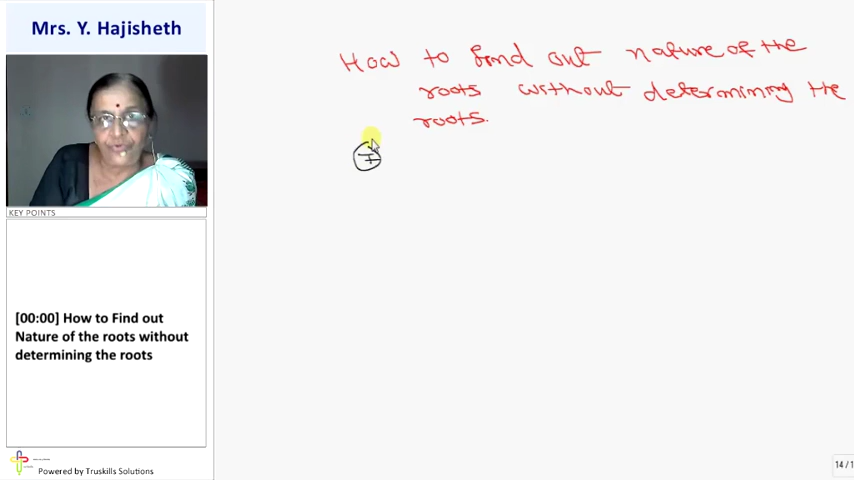 Mrs. Y. Hajisheth
How to find out nature of the
roots without determining the
roots.
I
KEY POINTS
[00:00] How to Find out
Nature of the roots without
determining the roots
Powered by Truskills Solutions
14 / 1